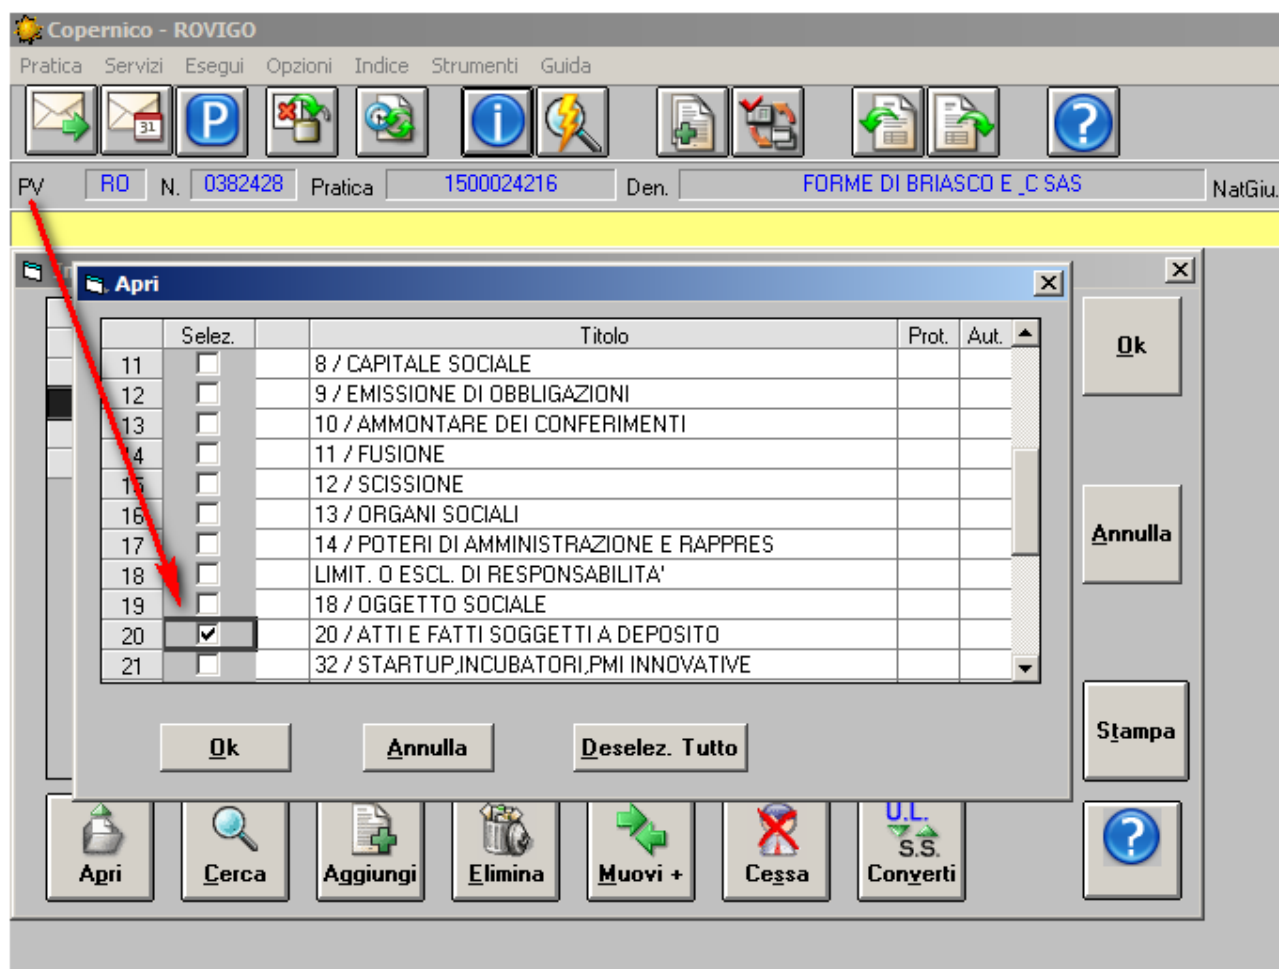 Copernico - ROVIGO
Pratica Servizi Esegui Opzioni Indice Strumenti Guida
31 P i ?
PV RO N. 0382428 Pratica 1500024216 Den. FORME DI BRIASCO E _C SAS NatGiu.
Apri
Selez. Titolo Prot. Aut.
11 8 / CAPITALE SOCIALE
12 9 / EMISSIONE DI OBBLIGAZIONI
13 10 / AMMONTARE DEI CONFERIMENTI
14 11 / FUSIONE
15 12 / SCISSIONE
16 13 / ORGANI SOCIALI
17 14 / POTERI DI AMMINISTRAZIONE E RAPPRES
18 LIMIT. O ESCL. DI RESPONSABILITA'
19 18 / OGGETTO SOCIALE
20 20 / ATTI E FATTI SOGGETTI A DEPOSITO
21 32 / STARTUP,INCUBATORI,PMI INNOVATIVE
Ok Annulla Deselez. Tutto
Ok
Annulla
Stampa
?
U.L.
S.S.
Apri Cerca Aggiungi Elimina Muovi + Cessa Converti